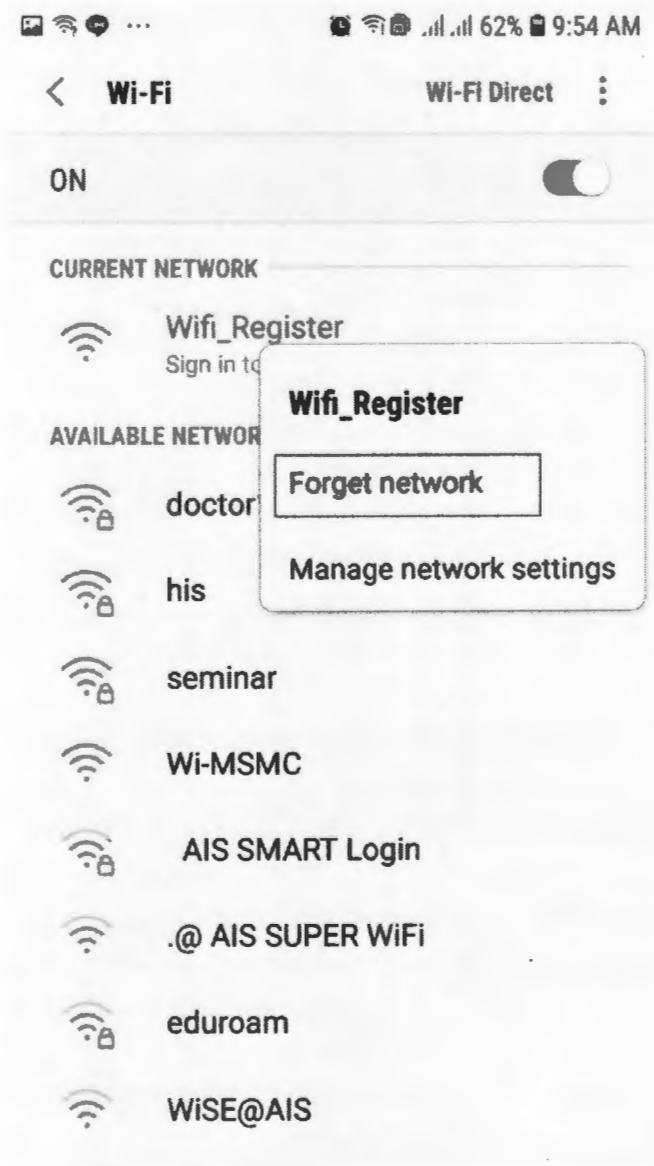 62% 9:54 AM
Wi-Fi Wi-Fi Direct
ON
CURRENT NETWORK
Wifi_Register
Sign in to
Wifi_Register
Forget network
Manage network settings
AVAILABLE NETWOR
doctor
his
seminar
Wi-MSMC
AIS SMART Login
.@ AIS SUPER WiFi
eduroam
WiSE@AIS